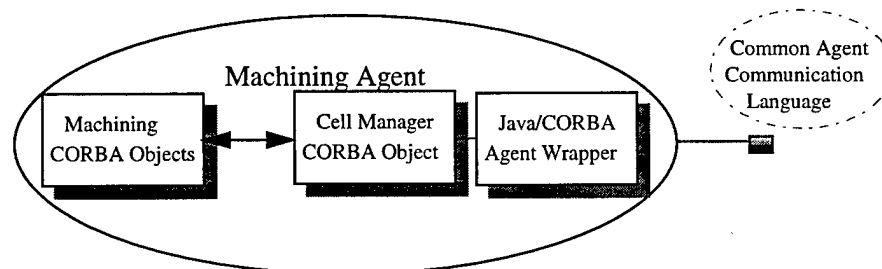 Common Agent
Communication
Language
Machining Agent
Machining
CORBA Objects
Cell Manager
CORBA Object
Java/CORBA
Agent Wrapper